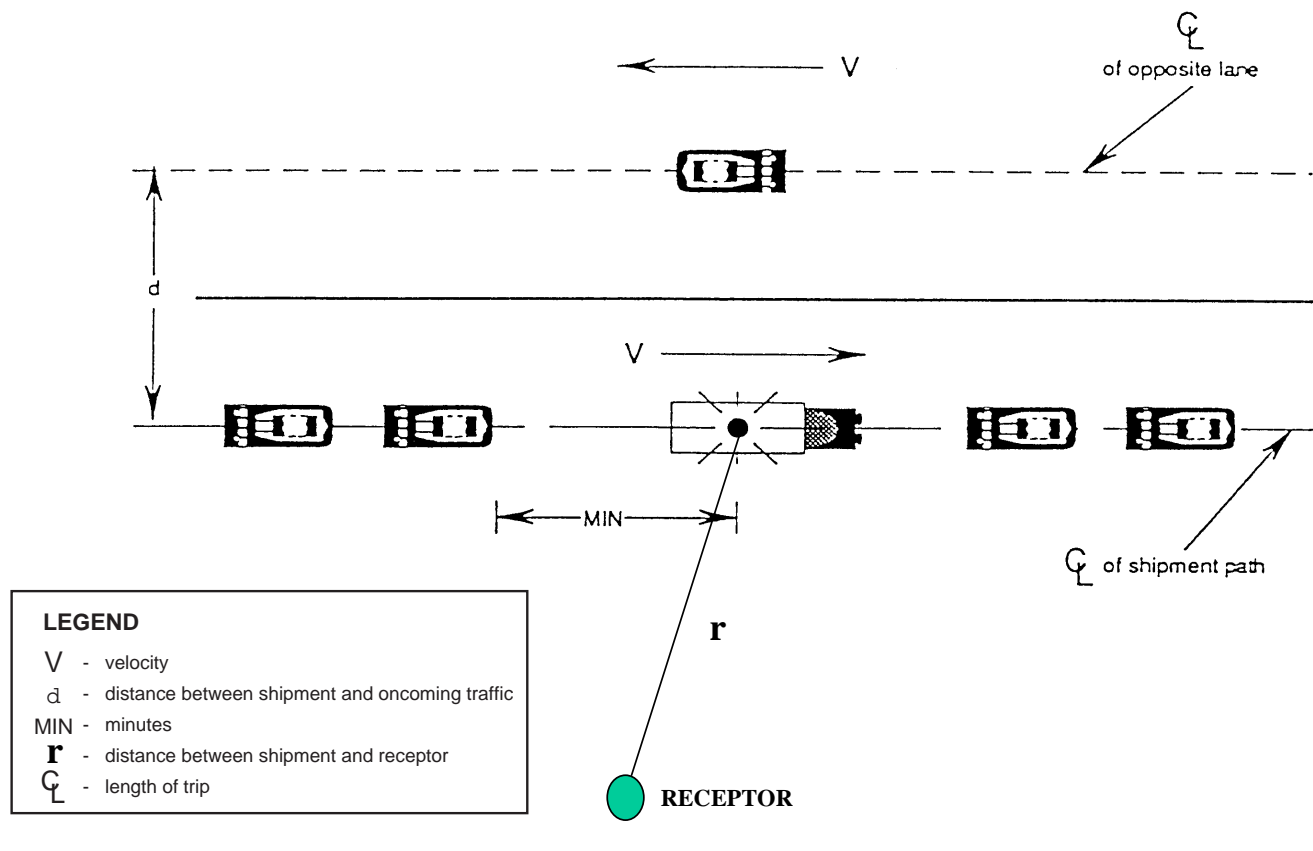 ℄
of opposite lane
V
d
V
MIN
℄ of shipment path
r
RECEPTOR
LEGEND
V - velocity
d - distance between shipment and oncoming traffic
MIN - minutes
r - distance between shipment and receptor
℄ - length of trip